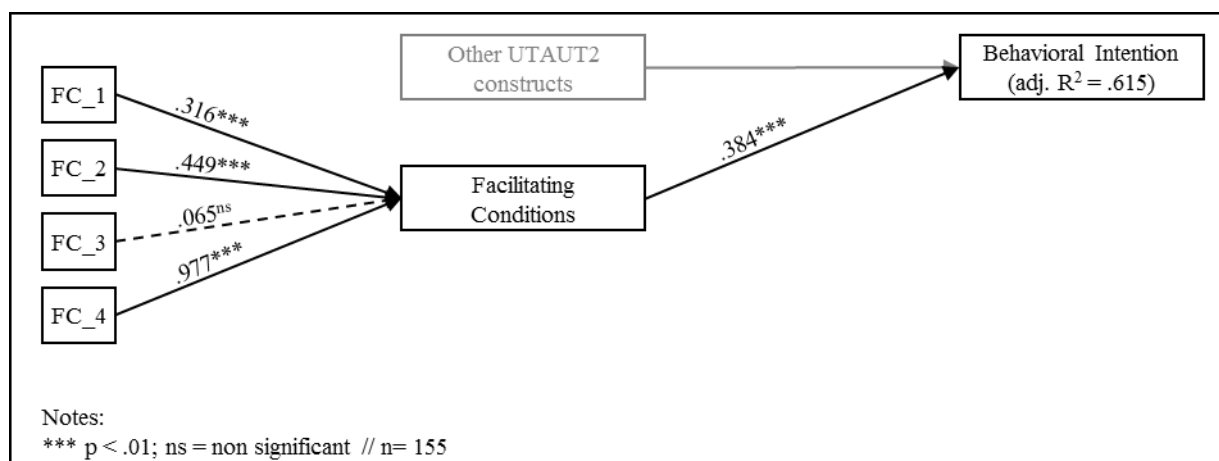 Other UTAUT2
constructs
Behavioral Intention
(adj. R² = .615)
FC_1
.316***
FC_2
.449***
.384***
Facilitating
Conditions
FC_3
.065ⁿˢ
FC_4
.977***
Notes:
*** p < .01; ns = non significant // n= 155